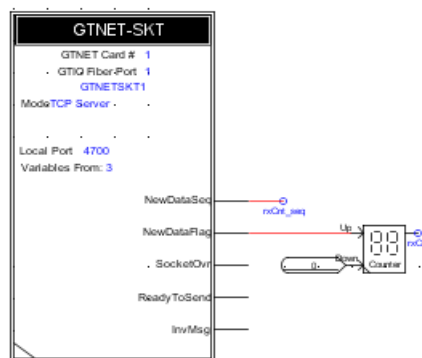 GTNET-SKT
GTNET Card # 1
GTIO Fiber-Port 1
GTNETSKT1
Mode TCP Server
Local Port 4700
Variables From: 3
NewDataSeq
rxCnt_seq
NewDataFlag
Up
SocketOvr
0
Down
Counter
ReadyToSend
InvMsg